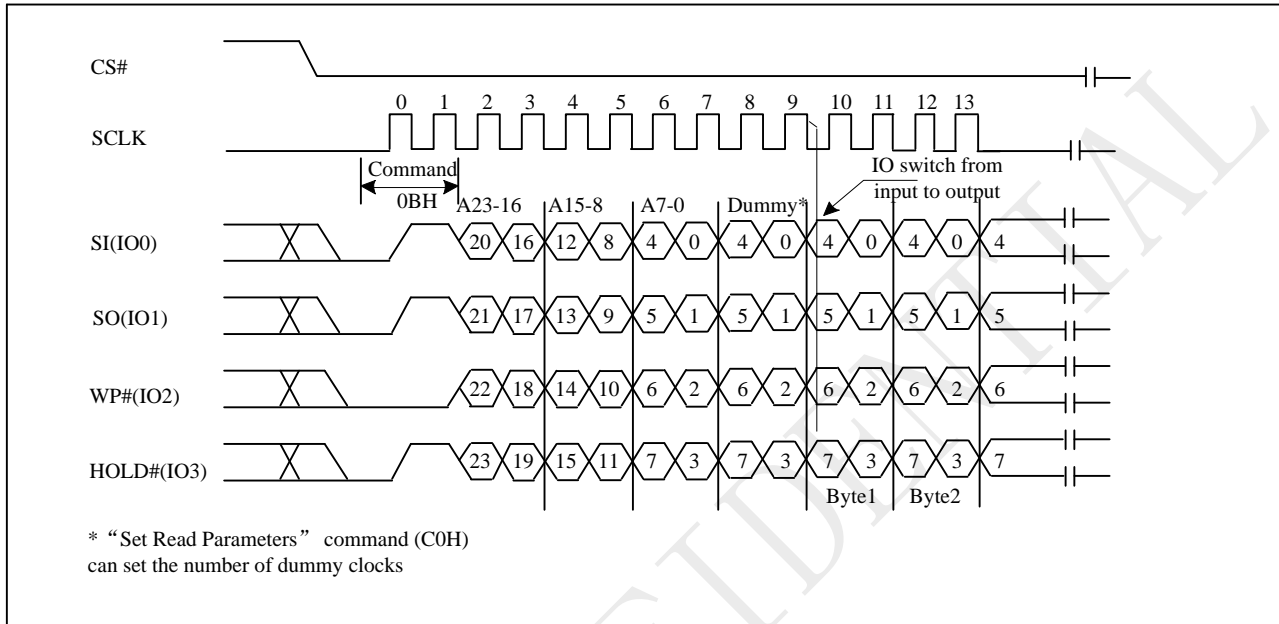 CS#
0 1 2 3 4 5 6 7 8 9 10 11 12 13
SCLK
Command
0BH
IO switch from
input to output
A23-16 A15-8 A7-0 Dummy*
SI(IO0) 20 16 12 8 4 0 4 0 4 0 4 0 4
SO(IO1) 21 17 13 9 5 1 5 1 5 1 5 1 5
WP#(IO2) 22 18 14 10 6 2 6 2 6 2 6 2 6
HOLD#(IO3) 23 19 15 11 7 3 7 3 7 3 7 3 7
Byte1 Byte2
* “Set Read Parameters” command (C0H)
can set the number of dummy clocks
SIDENTIAL